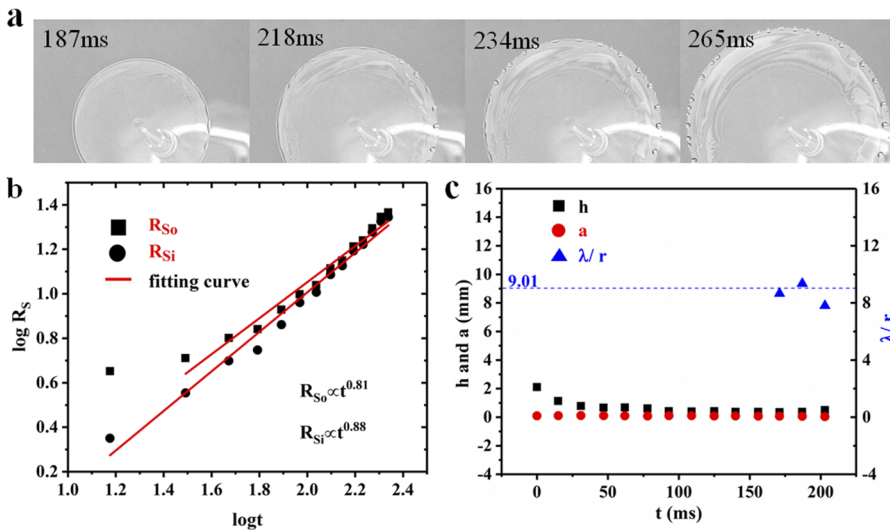 a
187ms 218ms 234ms 265ms
b
1.4
1.2
1.0
0.8
0.6
0.4
0.2
log R_S
R_So
R_Si
fitting curve
R_So∝t^0.81
R_Si∝t^0.88
1.0 1.2 1.4 1.6 1.8 2.0 2.2 2.4
logt
c
16
14
12
10
8
6
4
2
0
-2
-4
h and a (mm)
h
a
λ/ r
9.01
16
12
8
4
0
-4
λ/ r
0 50 100 150 200
t (ms)